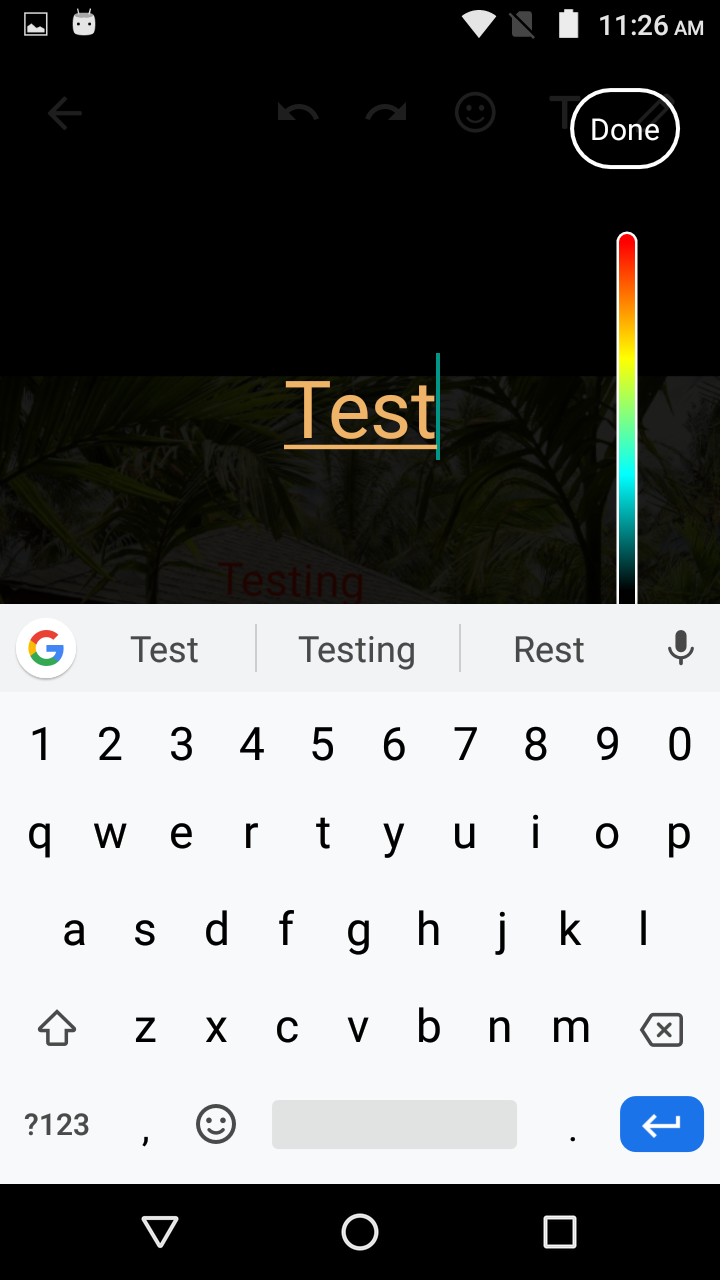 11:26 AM
T
Done
Test
Testing
Test Testing Rest
1 2 3 4 5 6 7 8 9 0
q w e r t y u i o p
a s d f g h j k l
z x c v b n m
?123 , .